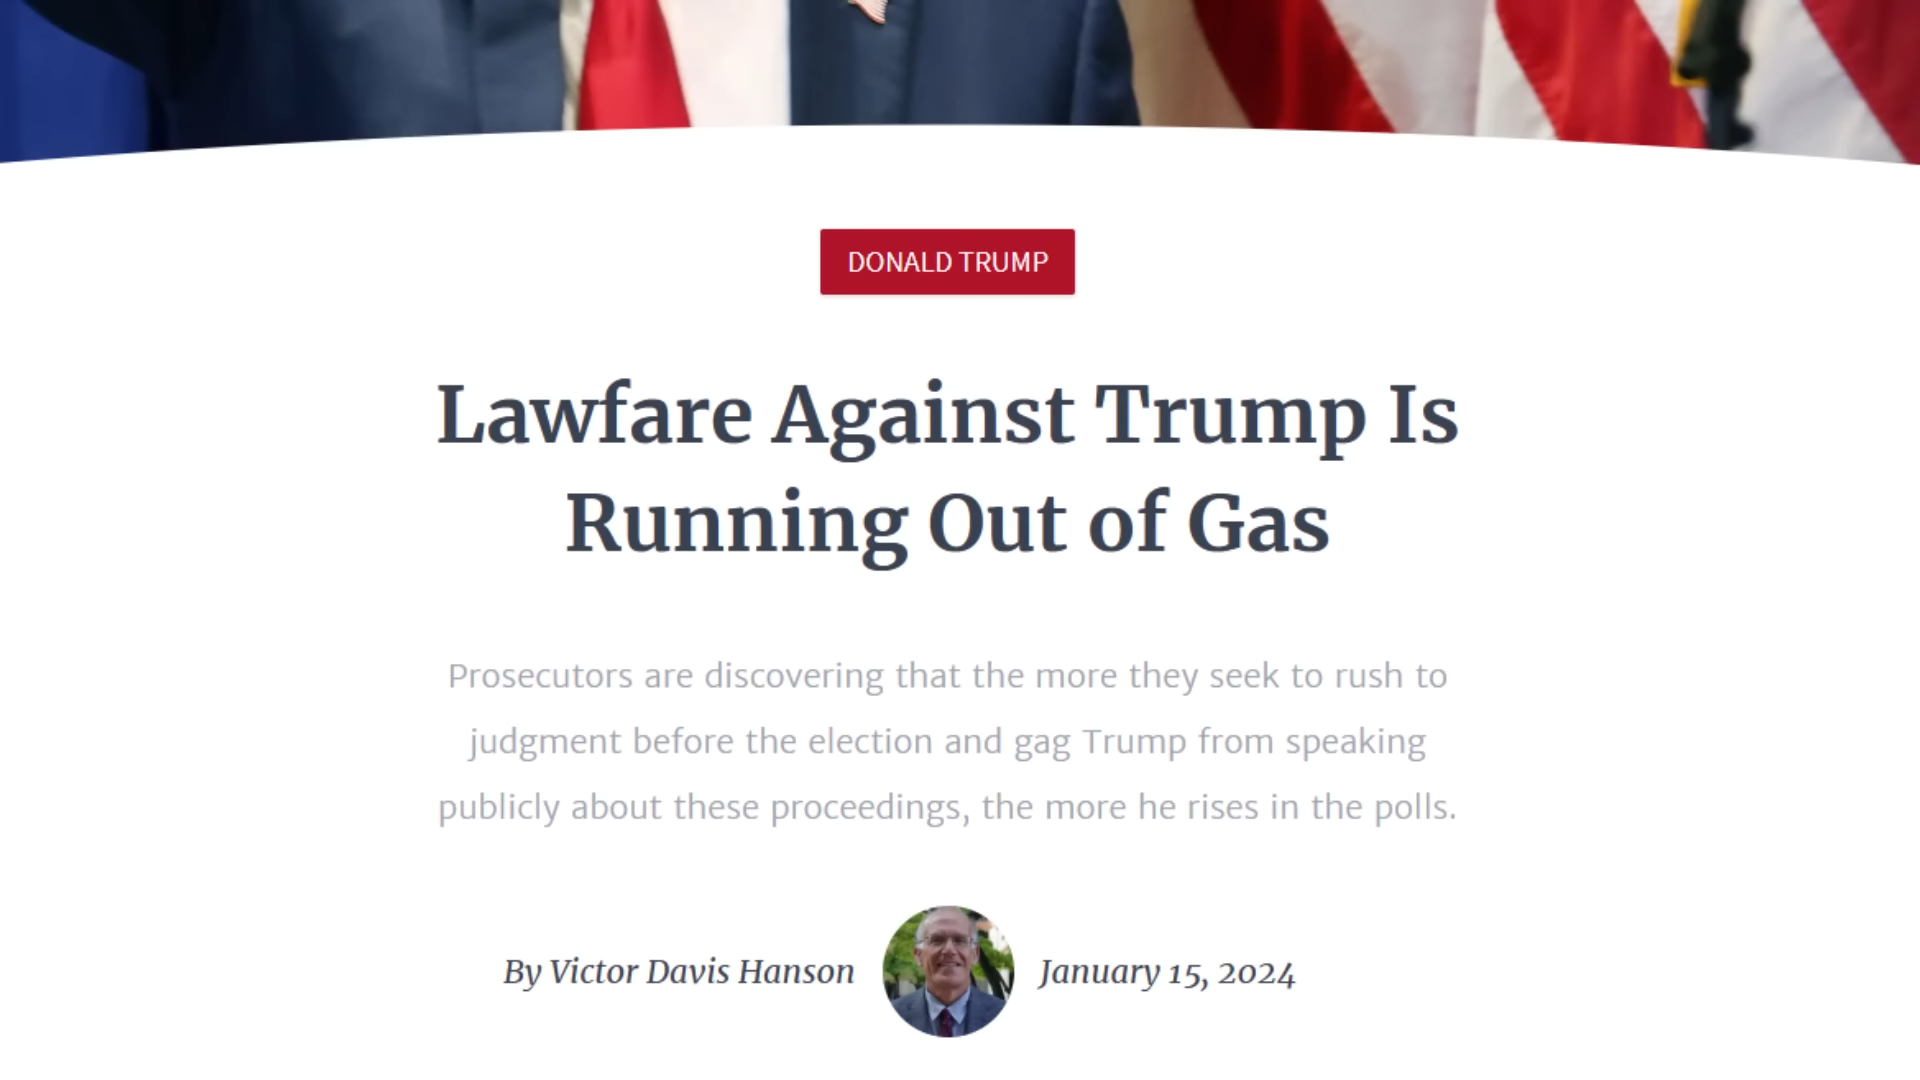 DONALD TRUMP
Lawfare Against Trump Is
Running Out of Gas
Prosecutors are discovering that the more they seek to rush to
judgment before the election and gag Trump from speaking
publicly about these proceedings, the more he rises in the polls.
By Victor Davis Hanson January 15, 2024